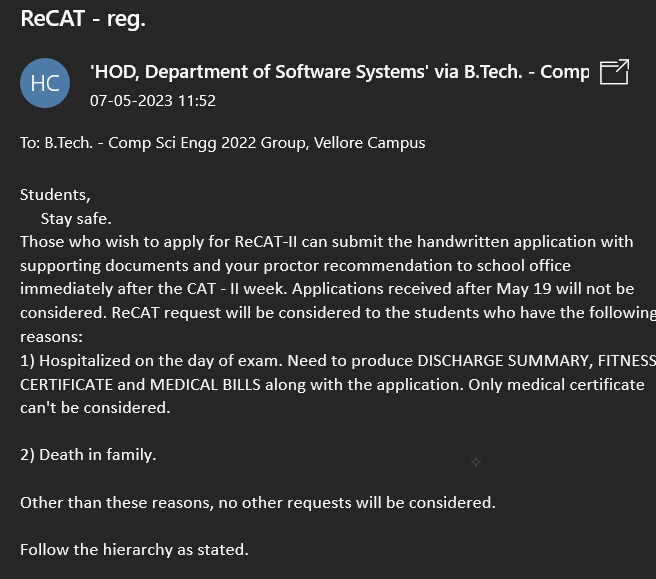 ReCAT - reg.
HC
'HOD, Department of Software Systems' via B.Tech. - Comp
07-05-2023 11:52
To: B.Tech. - Comp Sci Engg 2022 Group, Vellore Campus
Students,
Stay safe.
Those who wish to apply for ReCAT-II can submit the handwritten application with
supporting documents and your proctor recommendation to school office
immediately after the CAT - II week. Applications received after May 19 will not be
considered. ReCAT request will be considered to the students who have the following
reasons:
1) Hospitalized on the day of exam. Need to produce DISCHARGE SUMMARY, FITNESS
CERTIFICATE and MEDICAL BILLS along with the application. Only medical certificate
can't be considered.
2) Death in family.
Other than these reasons, no other requests will be considered.
Follow the hierarchy as stated.